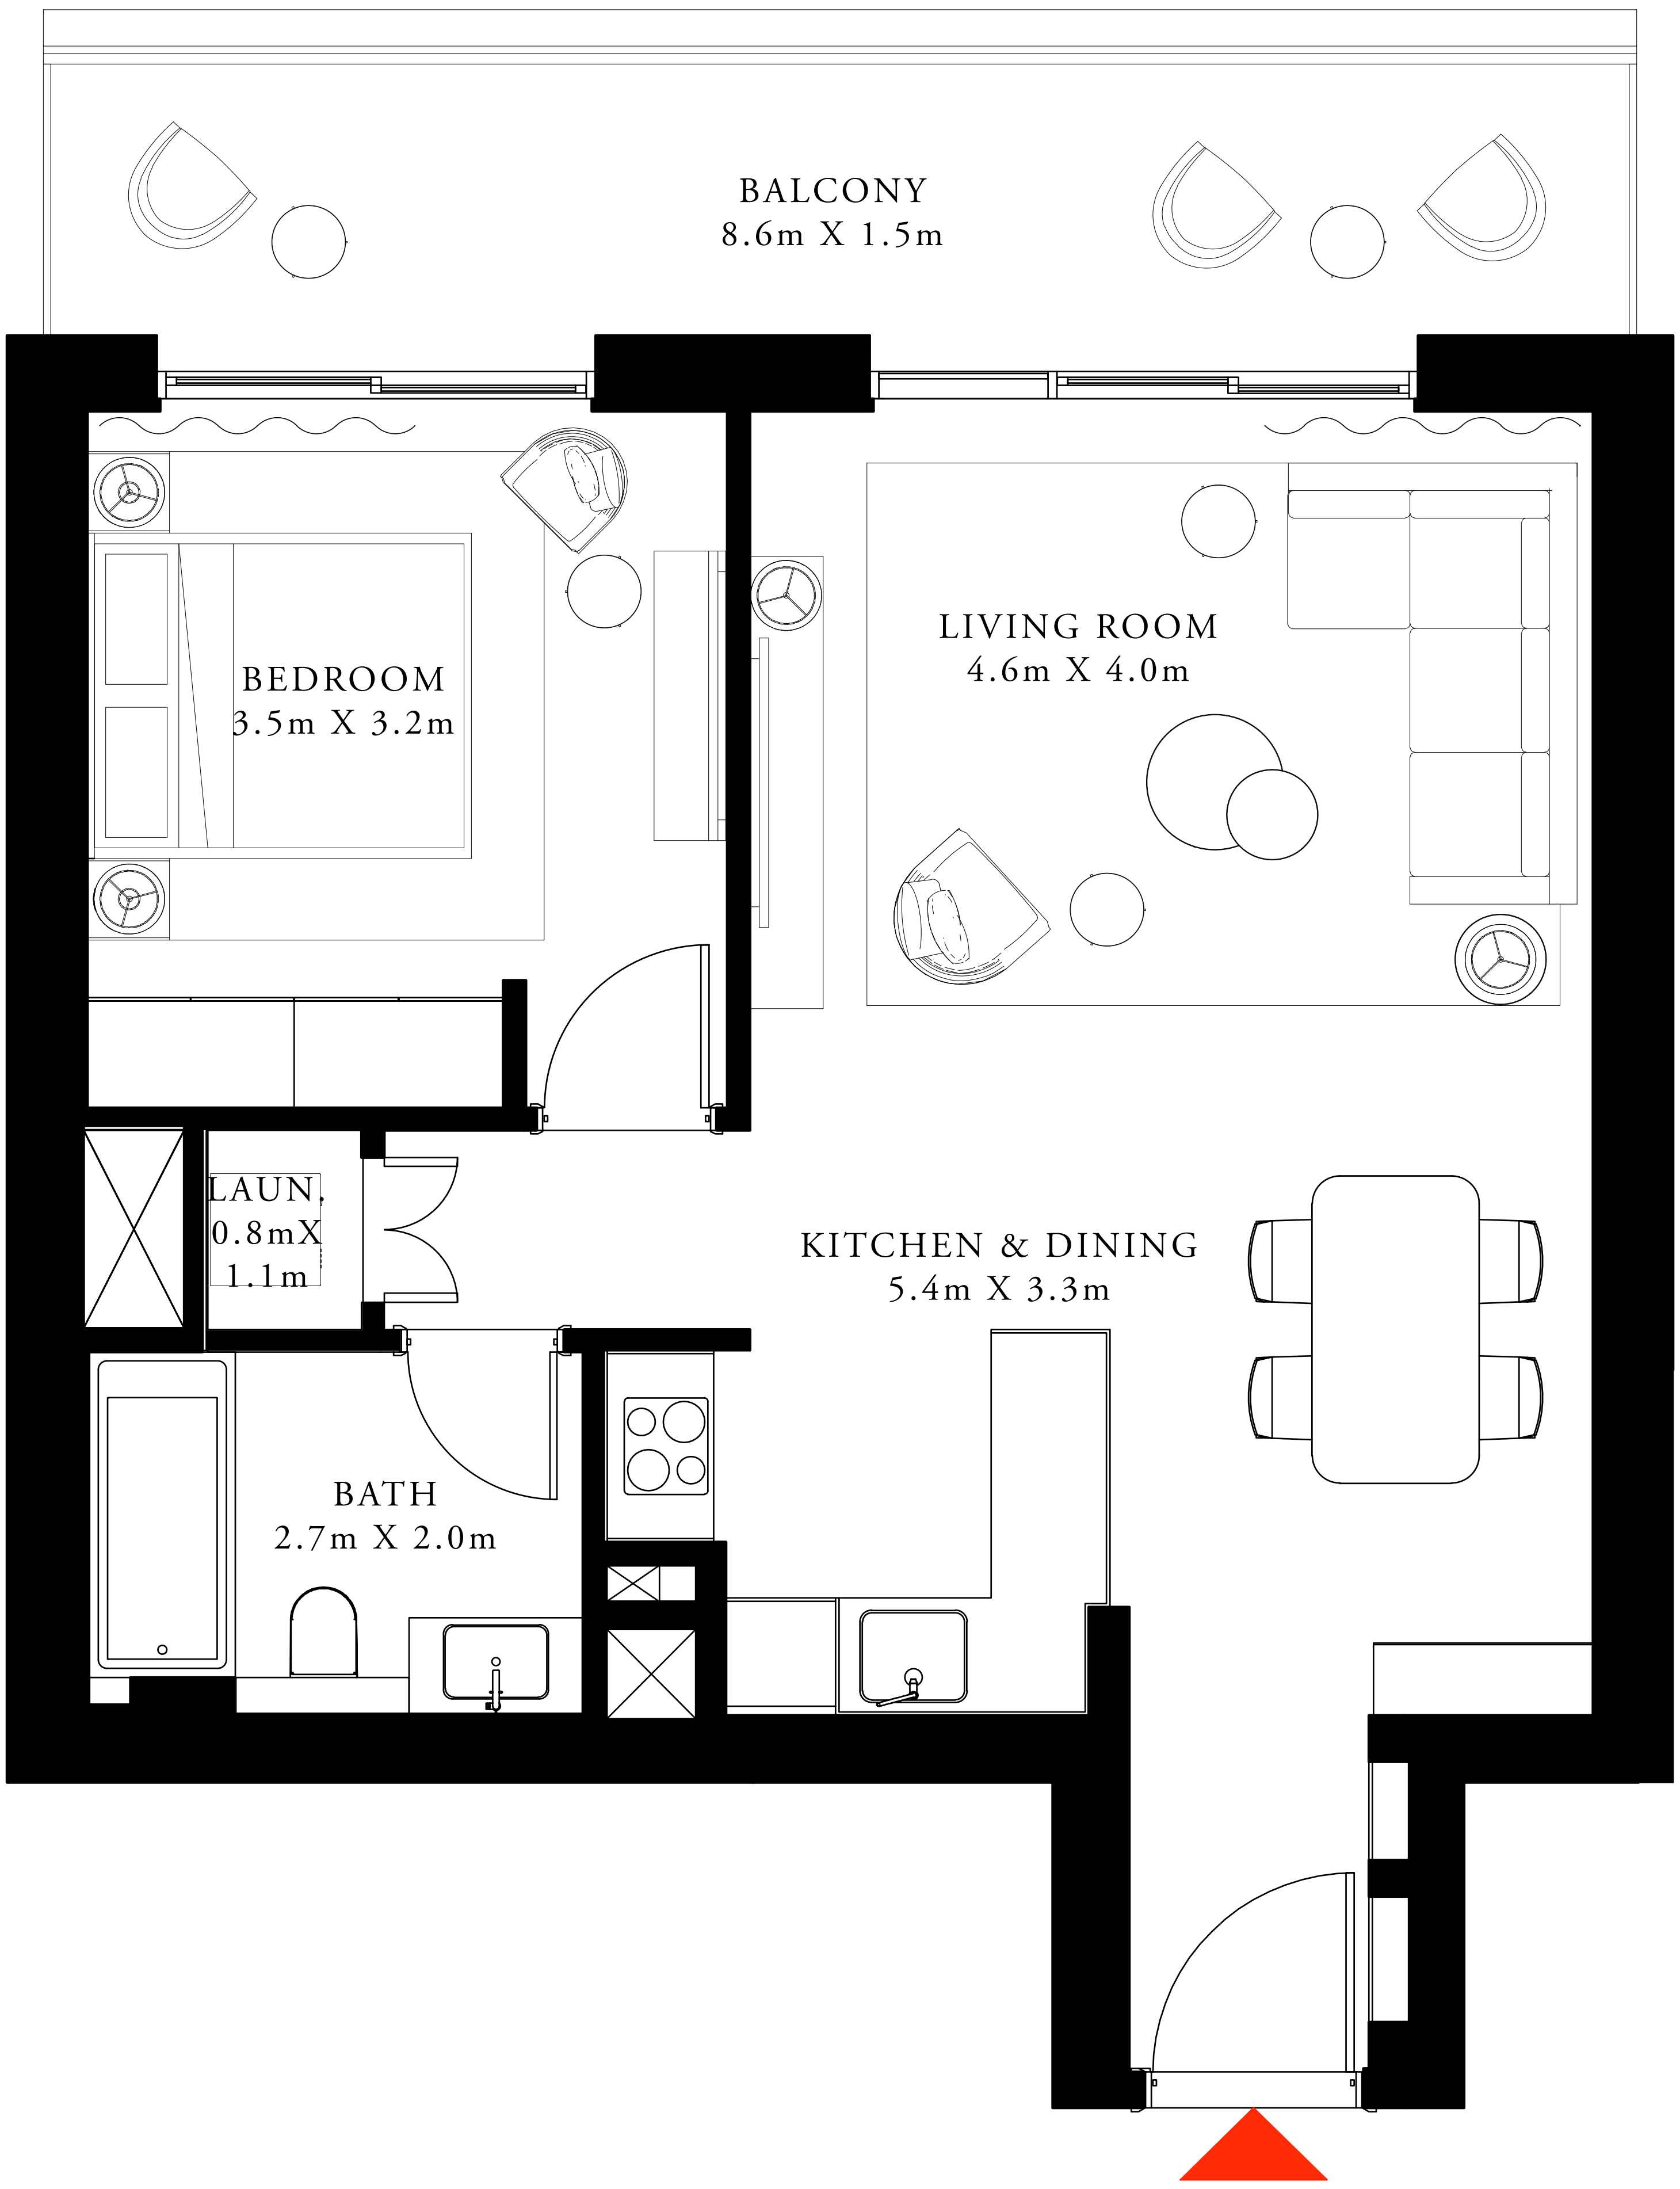 BALCONY
8.6m X 1.5m
LIVING ROOM
4.6m X 4.0m
BEDROOM
3.5m X 3.2m
LAUN.
0.8mX
1.1m
KITCHEN & DINING
5.4m X 3.3m
BATH
2.7m X 2.0m